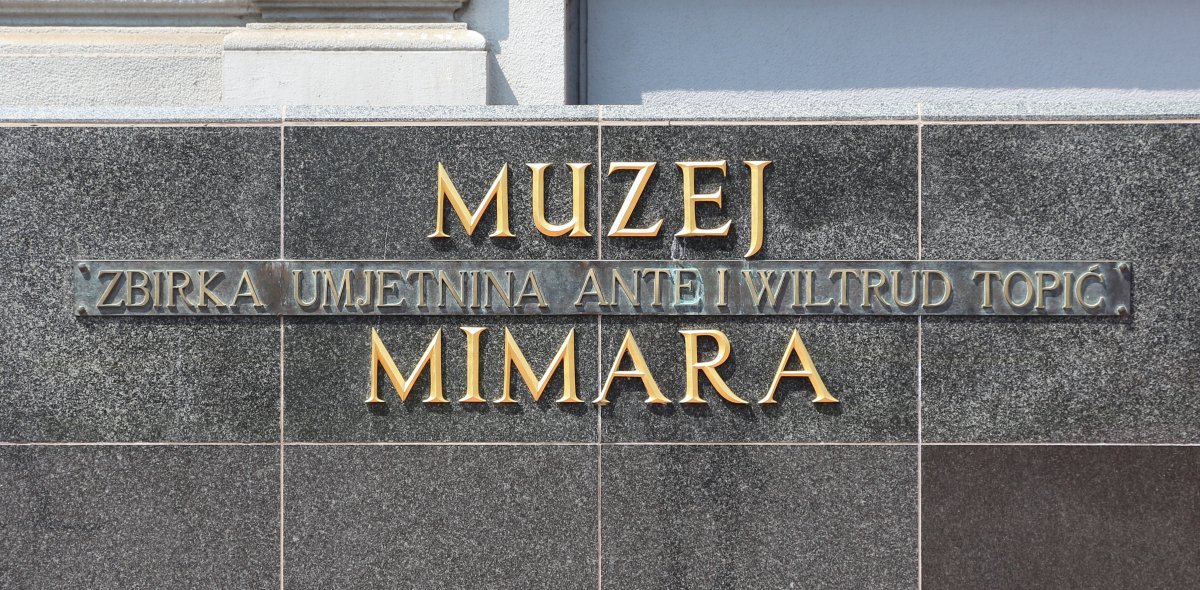 MUZEJ
ZBIRKA UMJETNINA ANTE I WILTRUD TOPIĆ
MIMARA